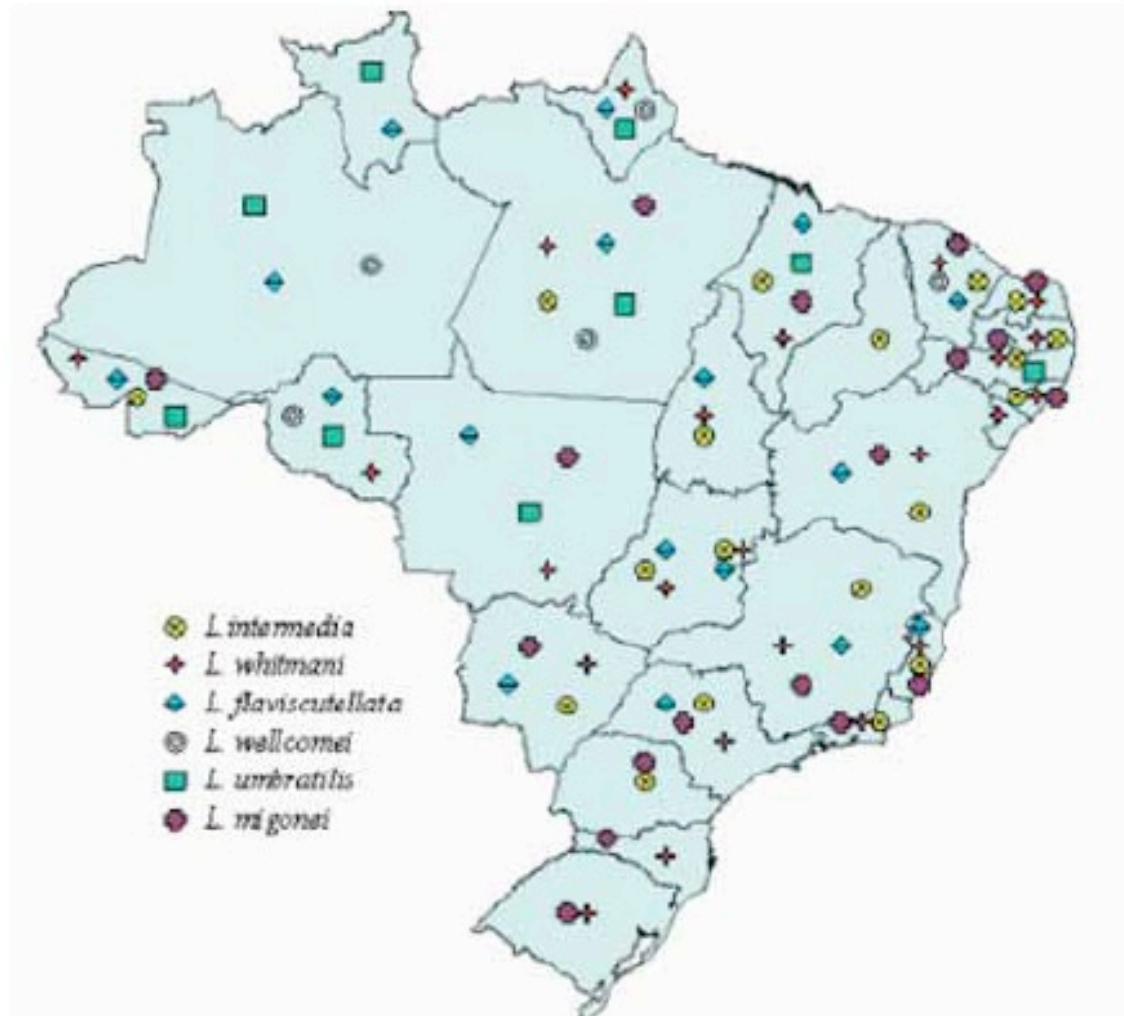 L. intermedia
L. whitmani
L. flaviscutellata
L. wellcomei
L. umbratilis
L. migonei